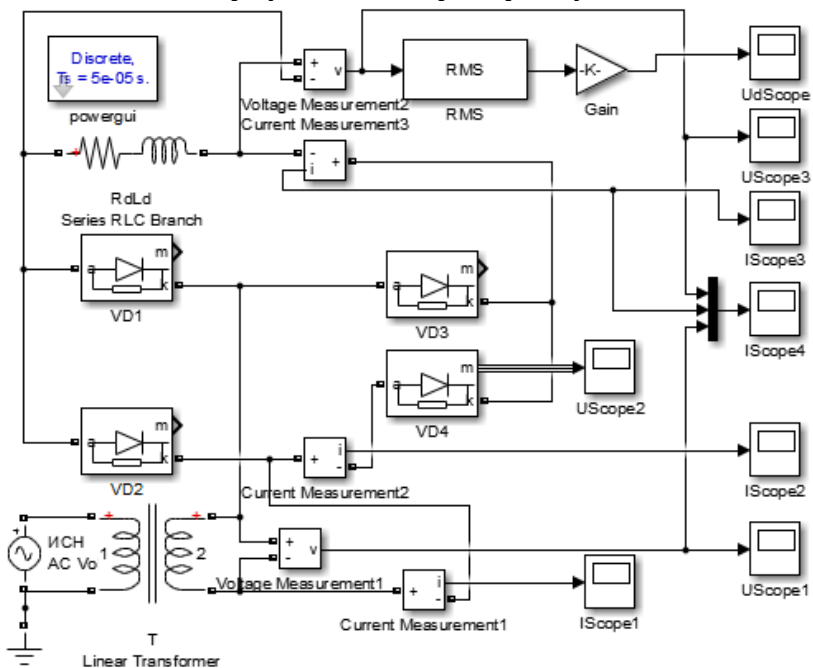 Discrete,
Ts = 5e-05 s.
powergui
+
-
v
Voltage Measurement2
RMS
RMS
-K-
Gain
UdScope
Current Measurement3
-
i
+
UScope3
+
RdLd
Series RLC Branch
IScope3
a
m
k
VD1
a
m
k
VD3
IScope4
a
m
k
VD4
UScope2
a
m
k
VD2
+
i
-
Current Measurement2
IScope2
+
ИСН
AC Vo
+
1
+
2
T
Linear Transformer
+
-
v
Voltage Measurement1
UScope1
+
i
-
Current Measurement1
IScope1